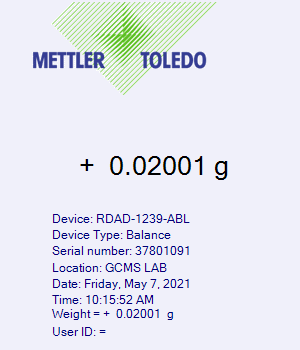 METTLER TOLEDO
+ 0.02001 g
Device: RDAD-1239-ABL
Device Type: Balance
Serial number: 37801091
Location: GCMS LAB
Date: Friday, May 7, 2021
Time: 10:15:52 AM
Weight = + 0.02001 g
User ID: =